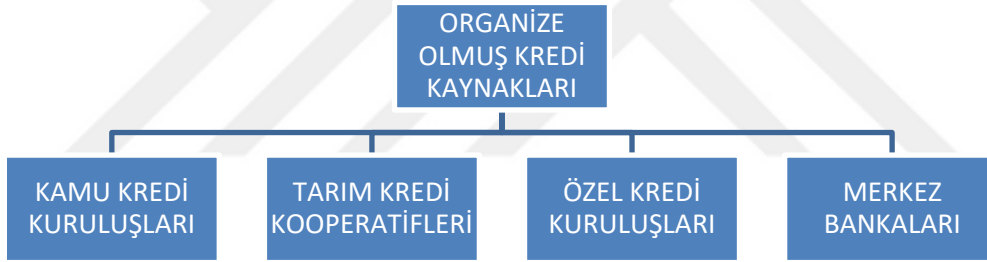 ORGANİZE
OLMUŞ KREDİ
KAYNAKLARI
KAMU KREDİ
KURULUŞLARI
TARIM KREDİ
KOOPERATİFLERİ
ÖZEL KREDİ
KURULUŞLARI
MERKEZ
BANKALARI